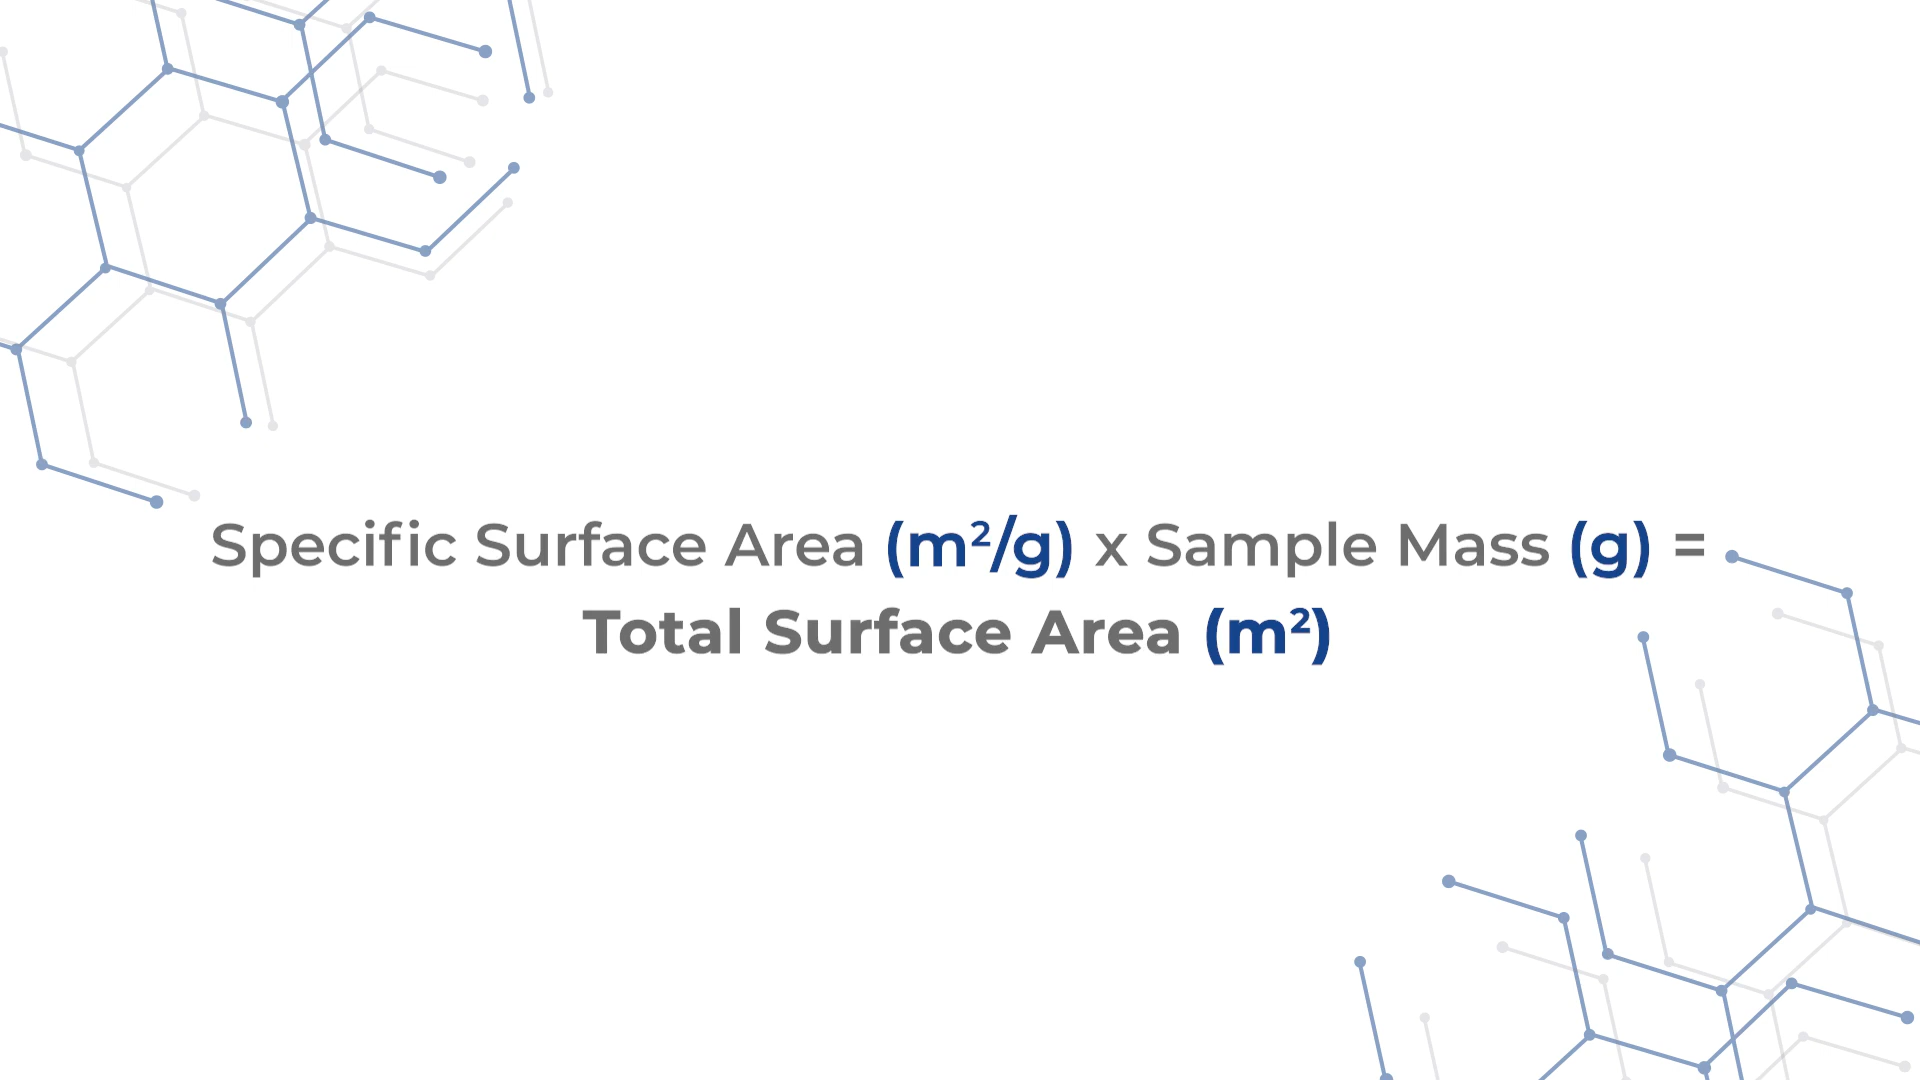 Specific Surface Area (m²/g) x Sample Mass (g) =
Total Surface Area (m²)